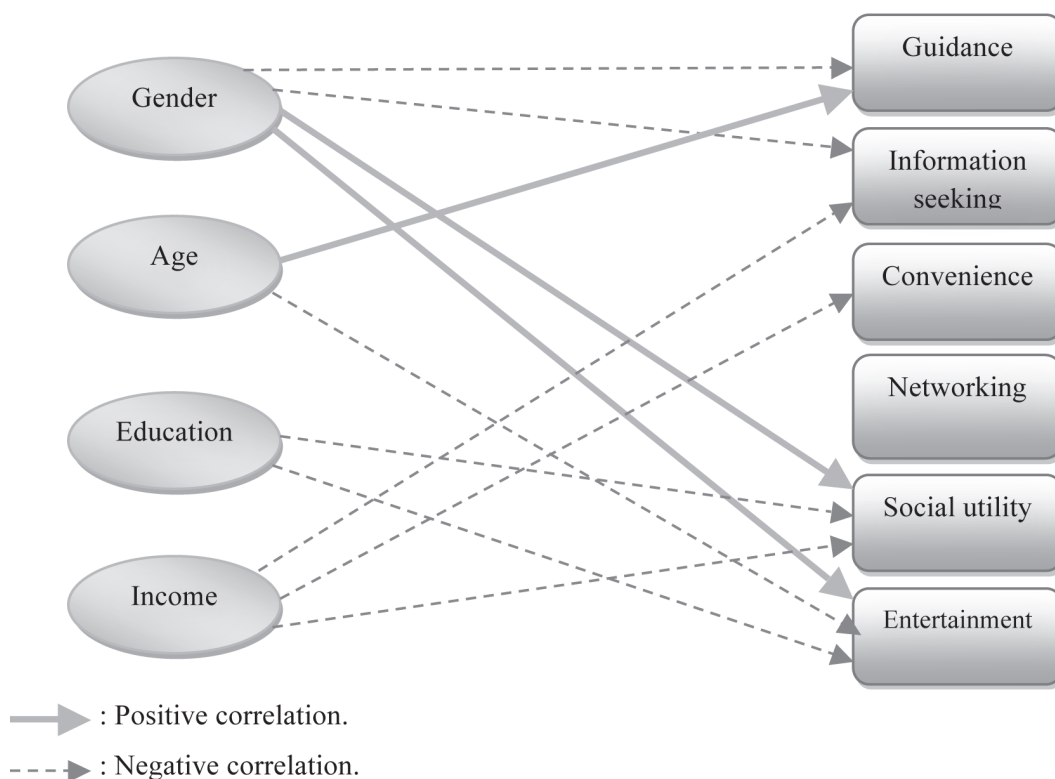 Gender
Age
Education
Income
Guidance
Information
seeking
Convenience
Networking
Social utility
Entertainment
: Positive correlation.
: Negative correlation.